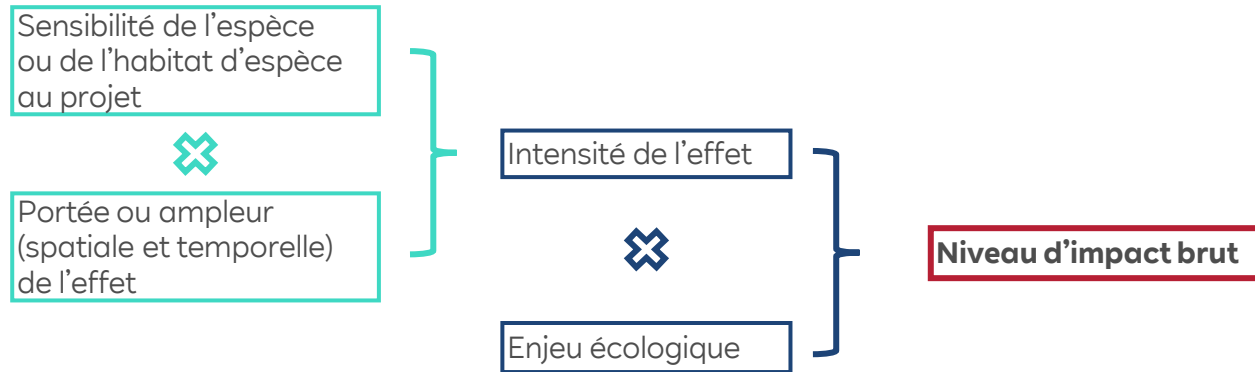 Sensibilité de l’espèce
ou de l’habitat d’espèce
au projet
Portée ou ampleur
(spatiale et temporelle)
de l’effet
Intensité de l’effet
Enjeu écologique
Niveau d’impact brut